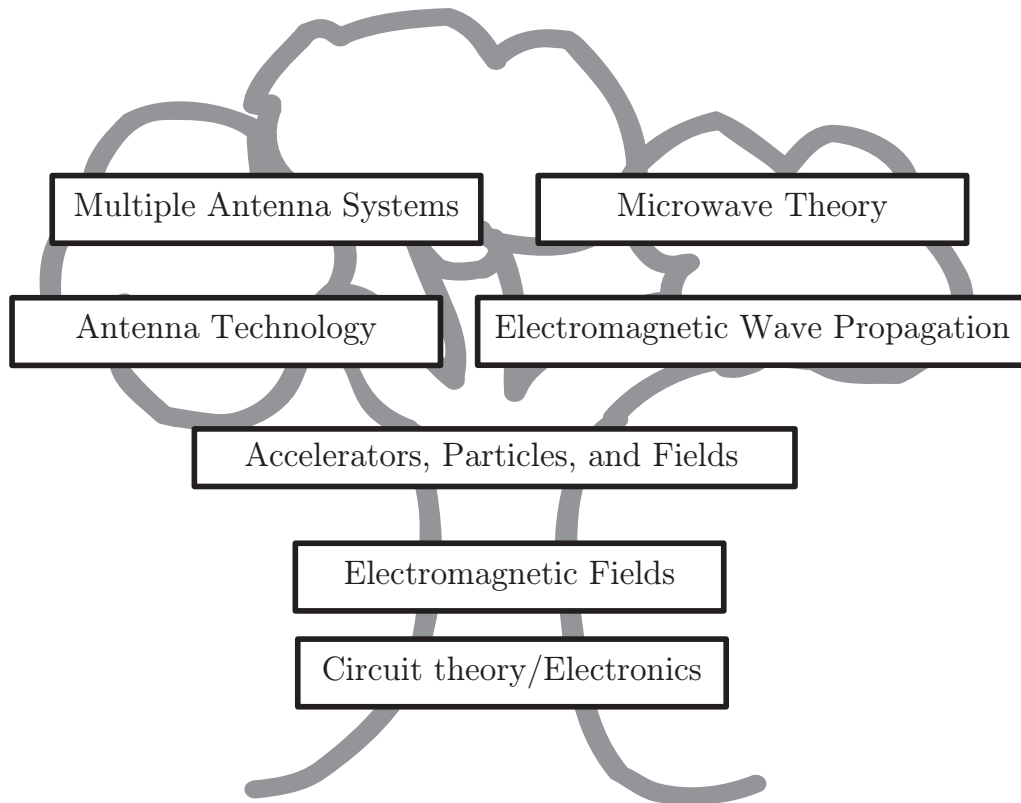 Multiple Antenna Systems
Microwave Theory
Antenna Technology
Electromagnetic Wave Propagation
Accelerators, Particles, and Fields
Electromagnetic Fields
Circuit theory/Electronics